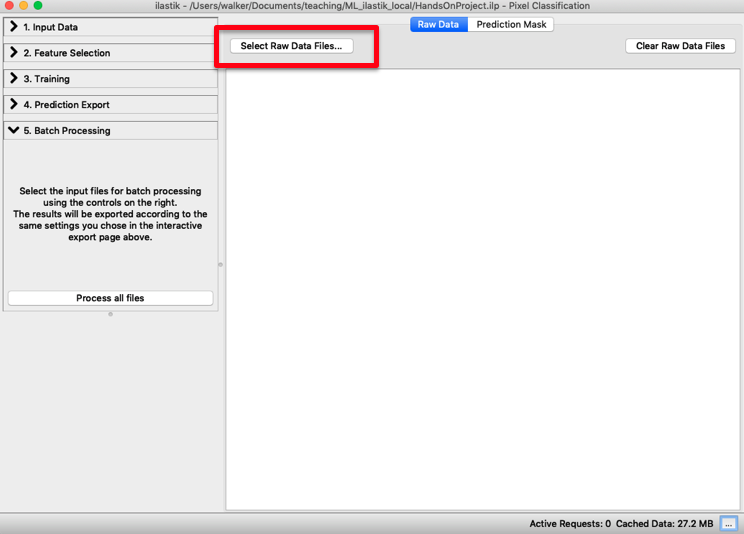 ilastik - /Users/walker/Documents/teaching/ML_ilastik_local/HandsOnProject.ilp - Pixel Classification
1. Input Data
2. Feature Selection
3. Training
4. Prediction Export
5. Batch Processing
Select the input files for batch processing
using the controls on the right.
The results will be exported according to the
same settings you chose in the interactive
export page above.
Process all files
Raw Data Prediction Mask
Select Raw Data Files... Clear Raw Data Files
Active Requests: 0 Cached Data: 27.2 MB ...